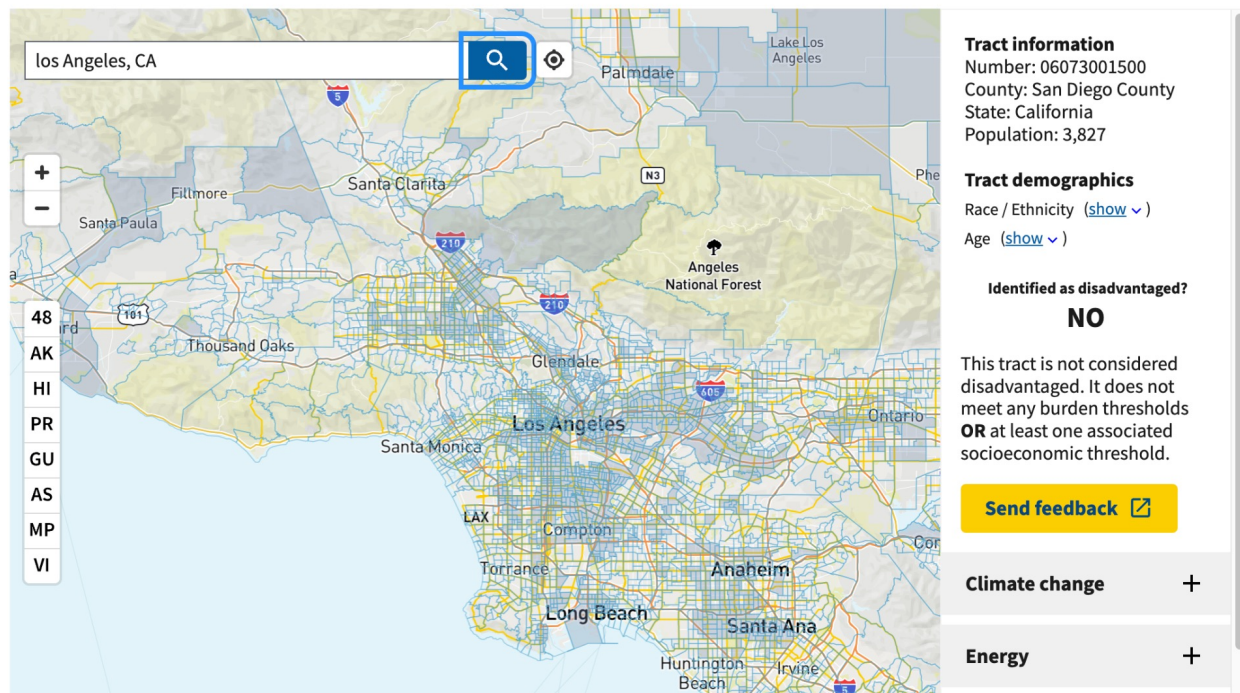 los Angeles, CA
Lake Los
Angeles
Palmdale
5
N3
Phe
Santa Clarita
Fillmore
Santa Paula
210
Angeles
National Forest
a
101
210
rd
Thousand Oaks
Glendale
605
Los Angeles
Ontario
Santa Monica
LAX
Compton
Cor
Torrance
Anaheim
Long Beach
Santa Ana
Huntington
Beach
Irvine
5
+
−
48
AK
HI
PR
GU
AS
MP
VI
Tract information
Number: 06073001500
County: San Diego County
State: California
Population: 3,827
Tract demographics
Race / Ethnicity (show)
Age (show)
Identified as disadvantaged?
NO
This tract is not considered
disadvantaged. It does not
meet any burden thresholds
OR at least one associated
socioeconomic threshold.
Send feedback
Climate change +
Energy +